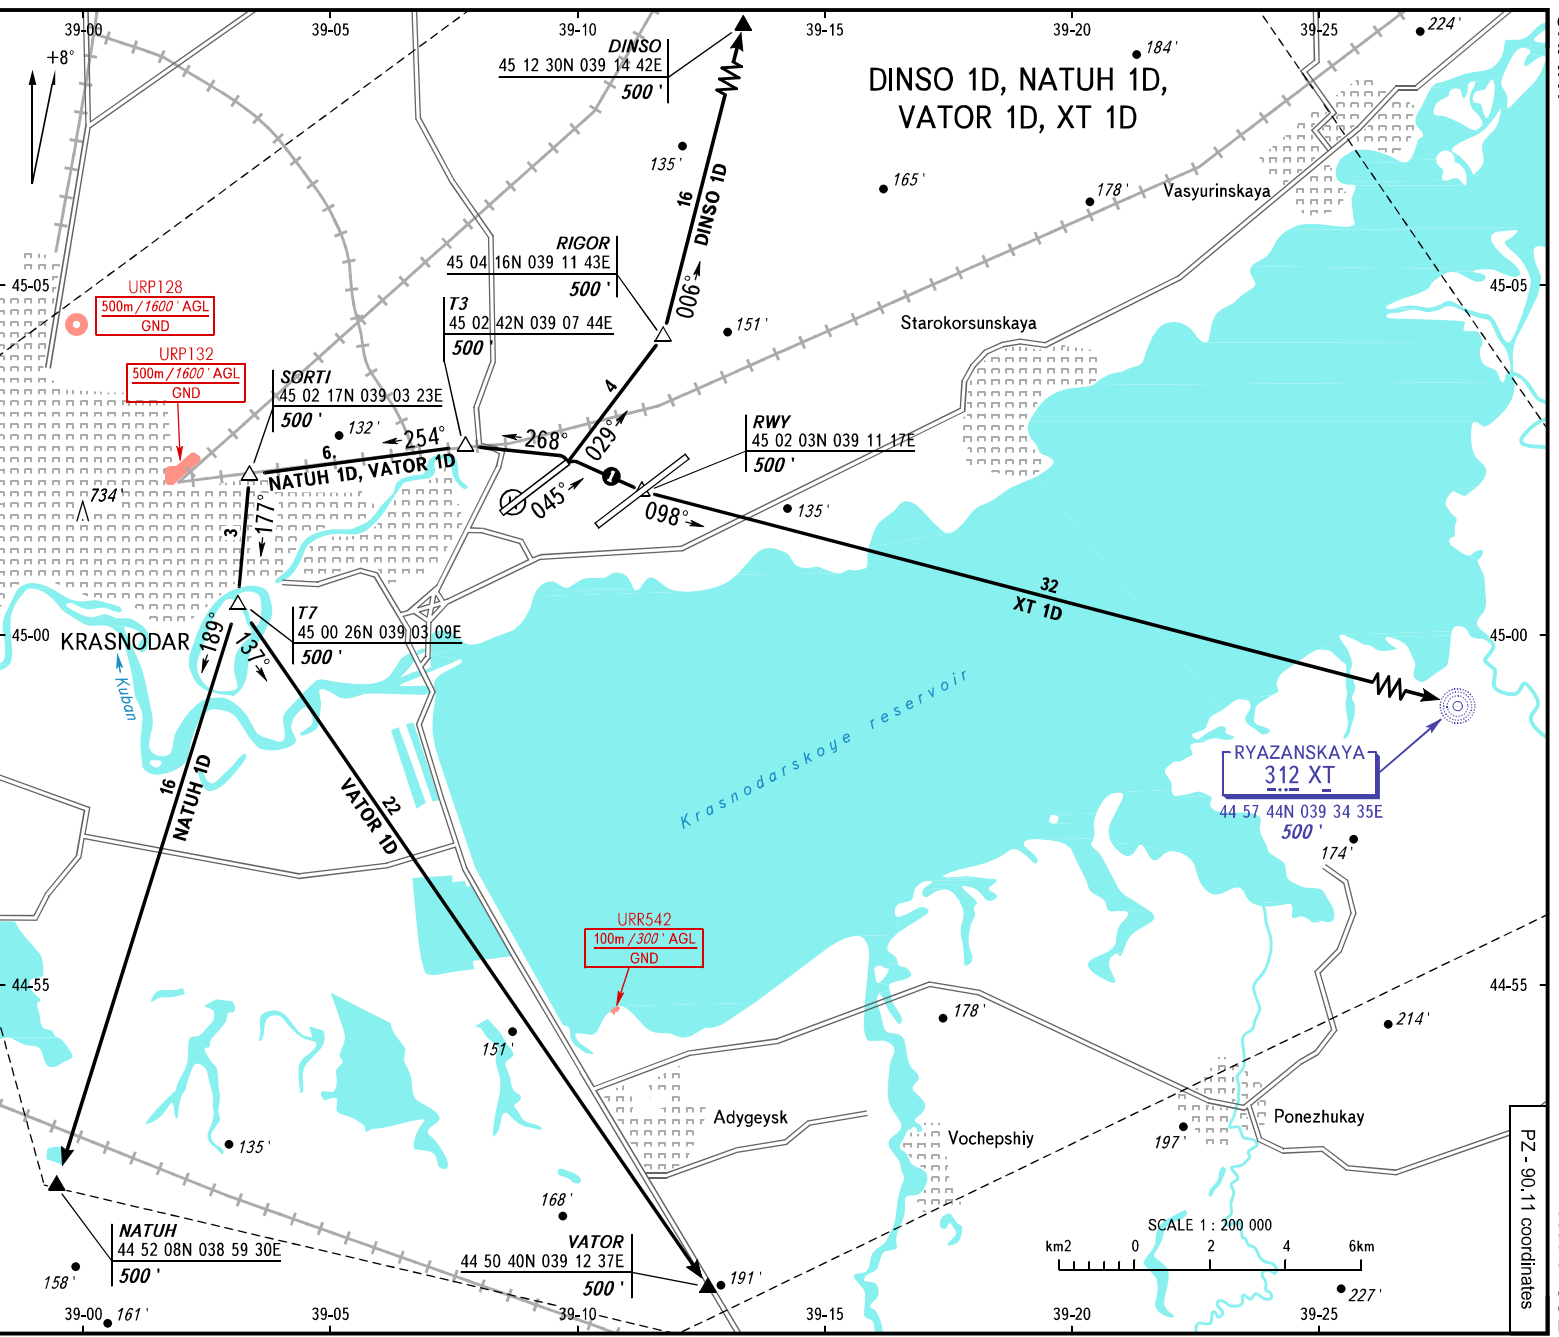 39-00
39-05
39-10
39-15
39-20
39-25
224'
+8°
DINSO
45 12 30N 039 14 42E
500'
184'
DINSO 1D, NATUH 1D,
VATOR 1D, XT 1D
135'
165'
178'
Vasyurinskaya
16
DINSO 1D
006°
RIGOR
45 04 16N 039 11 43E
500'
45-05
45-05
URP128
500m/1600' AGL
GND
T3
45 02 42N 039 07 44E
500'
151'
Starokorsunskaya
URP132
500m/1600' AGL
GND
SORTI
45 02 17N 039 03 23E
500'
4
029°
132'
254°
268°
6
NATUH 1D, VATOR 1D
RWY
45 02 03N 039 11 17E
500'
1
045°
098°
135'
734'
3
177°
32
XT 1D
T7
45 00 26N 039 03 09E
500'
45-00
45-00
KRASNODAR
189°
137°
Kuban
Krasnodarskoye reservoir
RYAZANSKAYA
312 XT
44 57 44N 039 34 35E
500'
174'
16
NATUH 1D
22
VATOR 1D
URR542
100m/300' AGL
GND
44-55
44-55
151'
178'
214'
Adygeysk
Vochepshiy
Ponezhukay
197'
135'
168'
PZ - 90.11 coordinates
NATUH
44 52 08N 038 59 30E
500'
VATOR
44 50 40N 039 12 37E
500'
191'
SCALE 1 : 200 000
km2
0
2
4
6km
158'
161'
227'
39-00
39-05
39-10
39-15
39-20
39-25